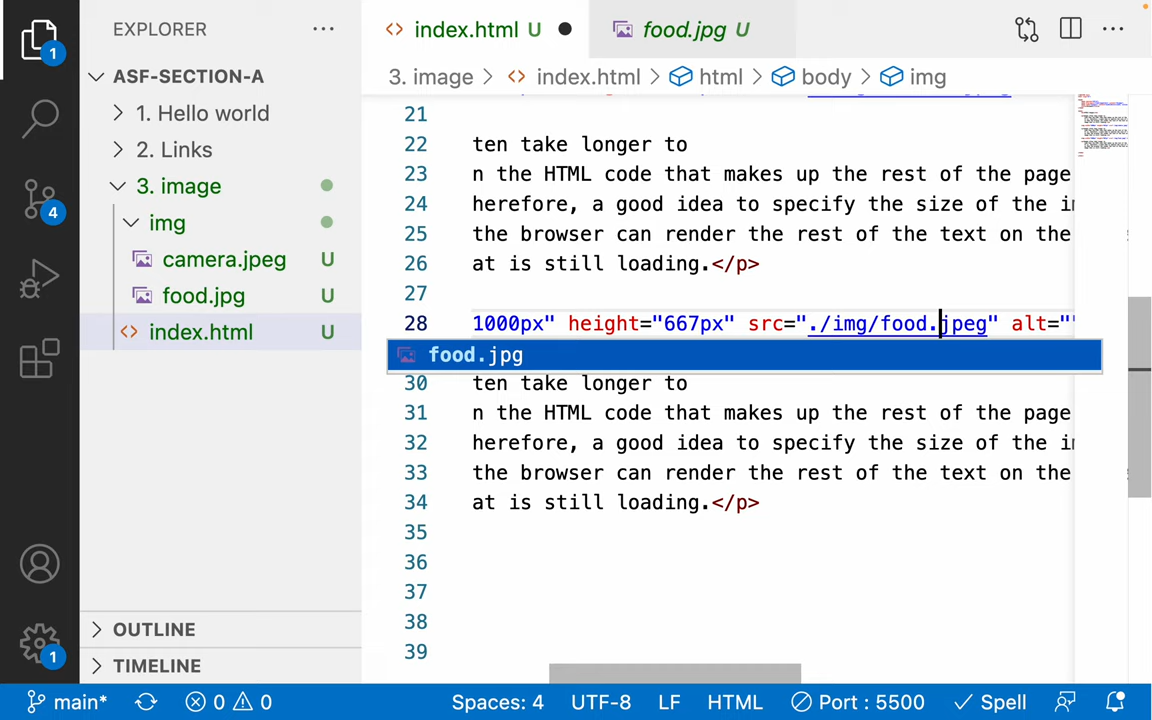 EXPLORER
index.html U
food.jpg U
1
ASF-SECTION-A
3. image
index.html
html
body
img
1. Hello world
2. Links
3. image
img
camera.jpeg U
food.jpg U
index.html U
4
21
22 ten take longer to
23 n the HTML code that makes up the rest of the page
24 herefore, a good idea to specify the size of the i
25 the browser can render the rest of the text on the
26 at is still loading.</p>
27
28 1000px" height="667px" src="./img/food.jpeg" alt="
food.jpg
30 ten take longer to
31 n the HTML code that makes up the rest of the page
32 herefore, a good idea to specify the size of the i
33 the browser can render the rest of the text on the
34 at is still loading.</p>
35
36
37
38
39
OUTLINE
TIMELINE
1
main*
0
0
Spaces: 4
UTF-8
LF
HTML
Port : 5500
Spell